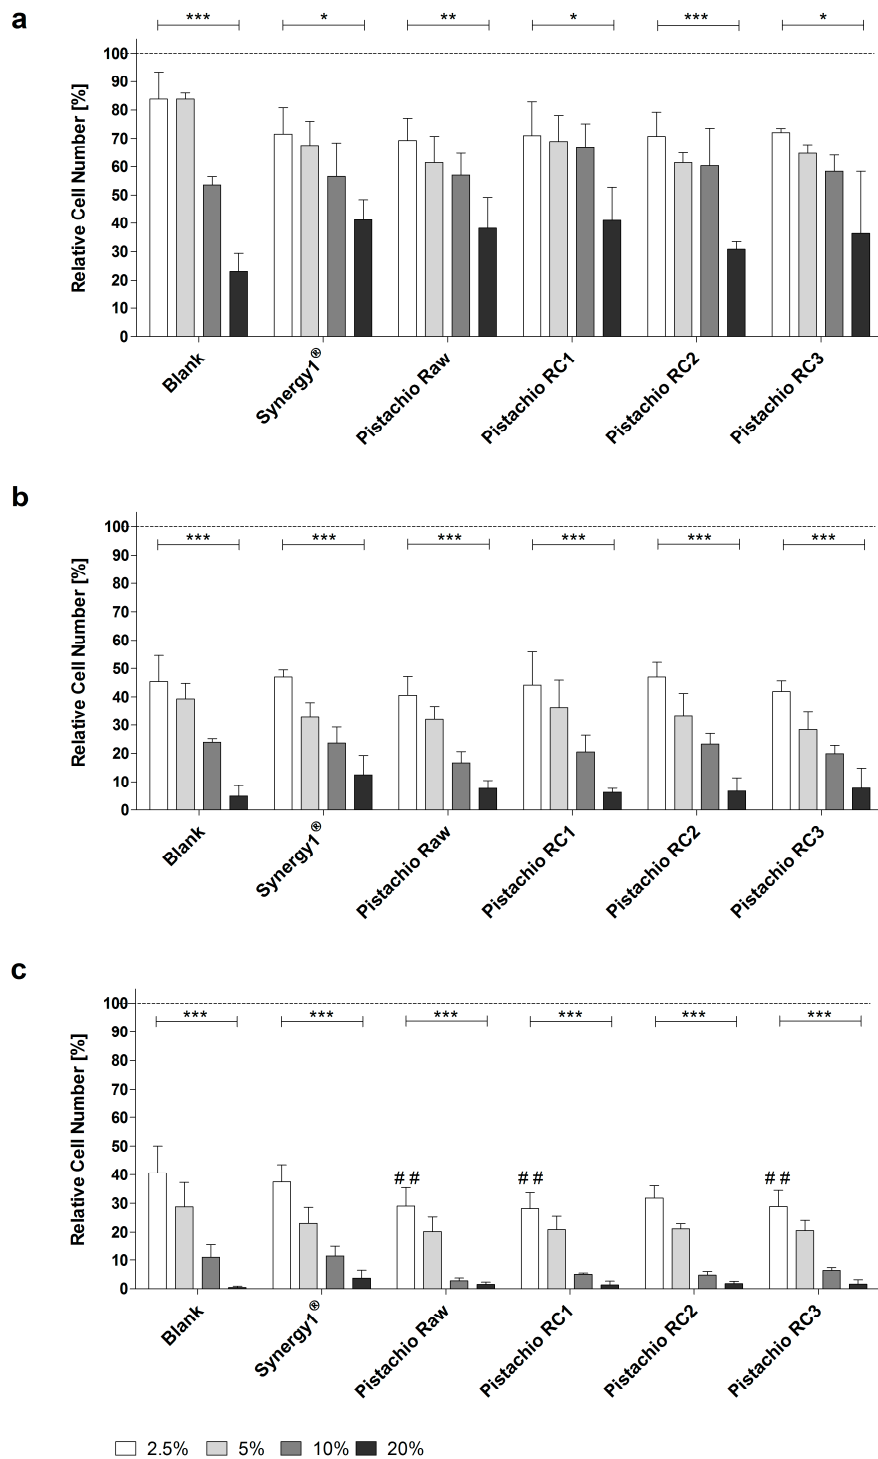 a
*** * ** * *** *
Relative Cell Number [%]
100
90
80
70
60
50
40
30
20
10
0
Blank
Synergy1®
Pistachio Raw
Pistachio RC1
Pistachio RC2
Pistachio RC3
b
*** *** *** *** *** ***
Relative Cell Number [%]
100
90
80
70
60
50
40
30
20
10
0
Blank
Synergy1®
Pistachio Raw
Pistachio RC1
Pistachio RC2
Pistachio RC3
c
*** *** *** *** *** ***
Relative Cell Number [%]
100
90
80
70
60
50
40
30
20
10
0
# # # # # #
Blank
Synergy1®
Pistachio Raw
Pistachio RC1
Pistachio RC2
Pistachio RC3
2.5% 5% 10% 20%